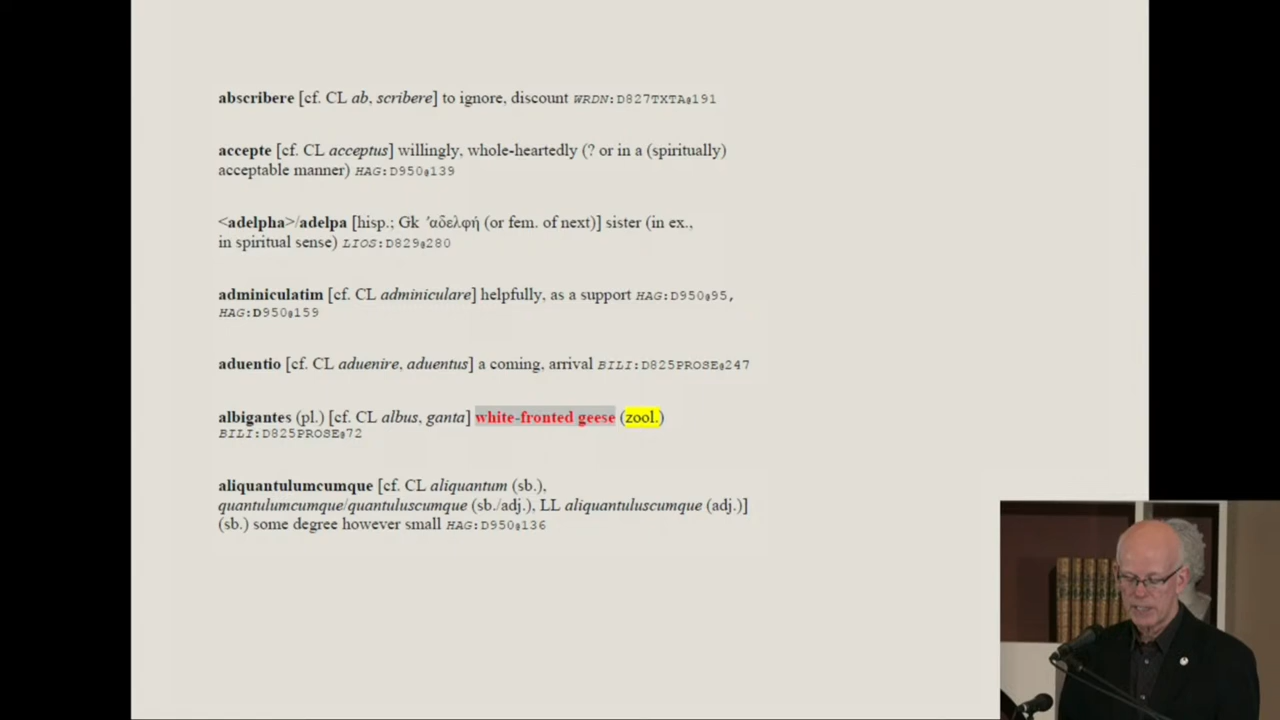 abscribere [cf. CL ab, scribere] to ignore, discount WRDN:D827TXTA@191
accepte [cf. CL acceptus] willingly, whole-heartedly (? or in a (spiritually)
acceptable manner) HAG:D950@139
<adelpha>/adelpa [hisp.; Gk ʼαδελφή (or fem. of next)] sister (in ex.,
in spiritual sense) LIOS:D829@280
adminiculatim [cf. CL adminiculare] helpfully, as a support HAG:D950@95,
HAG:D950@159
aduentio [cf. CL aduenire, aduentus] a coming, arrival BILI:D825PROSE@247
albigantes (pl.) [cf. CL albus, ganta] white-fronted geese (zool.)
BILI:D825PROSE@72
aliquantulumcumque [cf. CL aliquantum (sb.),
quantulumcumque/quantuluscumque (sb./adj.), LL aliquantuluscumque (adj.)]
(sb.) some degree however small HAG:D950@136